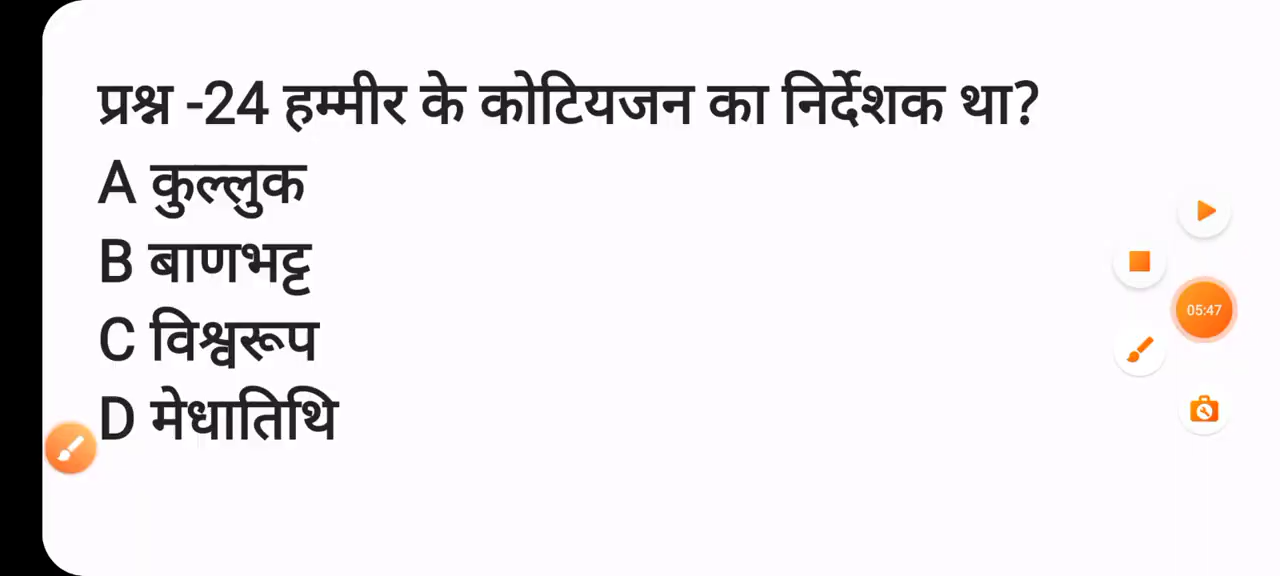 प्रश्न -24 हम्मीर के कोटियजन का निर्देशक था?
A कुल्लुक
B बाणभट्ट
C विश्वरूप
D मेधातिथि
05:47